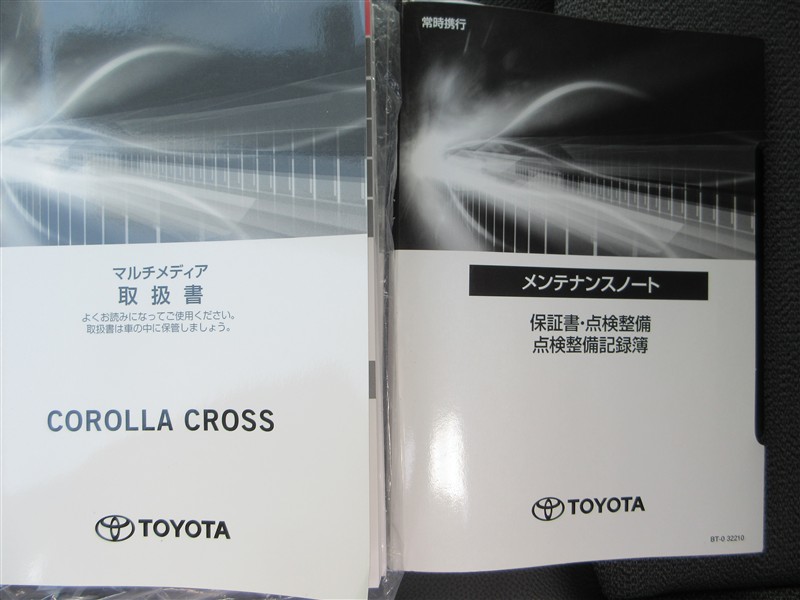 マルチメディア
取扱書
よくお読みになってご使用ください。
取扱書は車の中に保管しましょう。
COROLLA CROSS
TOYOTA
常時携行
メンテナンスノート
保証書・点検整備
点検整備記録簿
TOYOTA
BT-0 32210